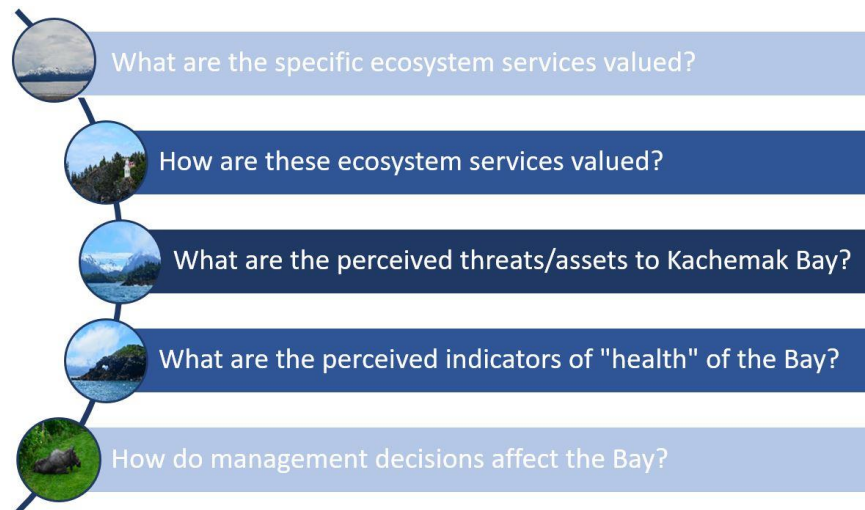 What are the specific ecosystem services valued?
How are these ecosystem services valued?
What are the perceived threats/assets to Kachemak Bay?
What are the perceived indicators of "health" of the Bay?
How do management decisions affect the Bay?